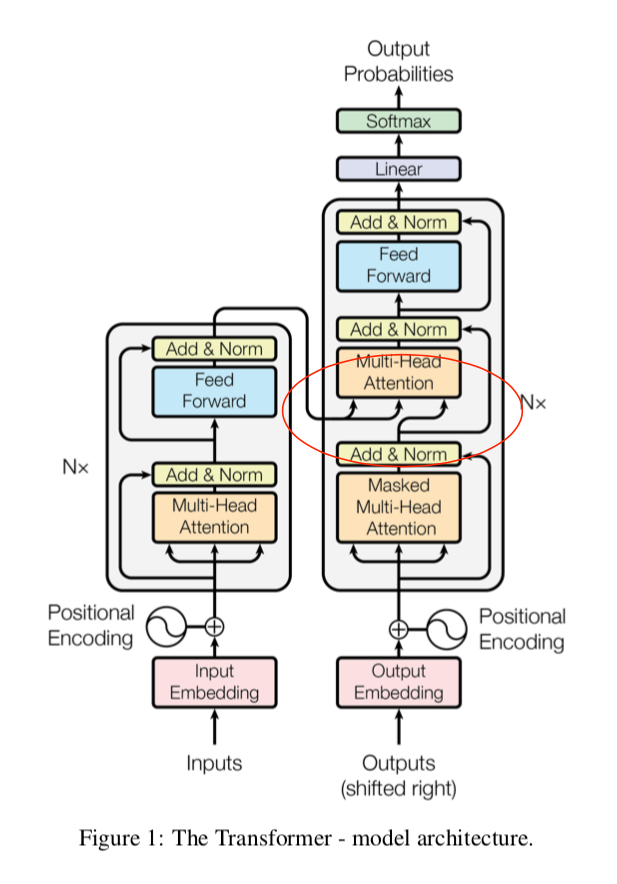 Output
Probabilities
Softmax
Linear
Add & Norm
Feed
Forward
Add & Norm
Multi-Head
Attention
Nx
Add & Norm
Masked
Multi-Head
Attention
Add & Norm
Feed
Forward
Nx
Add & Norm
Multi-Head
Attention
Positional
Encoding
Positional
Encoding
Input
Embedding
Output
Embedding
Inputs
Outputs
(shifted right)
Figure 1: The Transformer - model architecture.